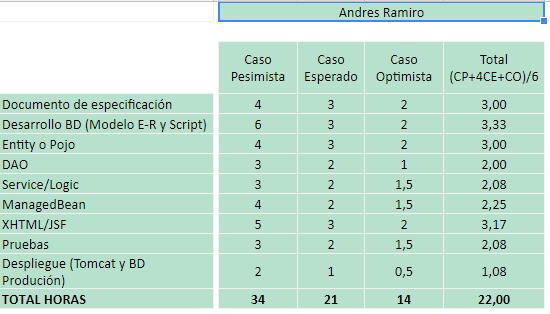 Andres Ramiro
Caso Pesimista Caso Esperado Caso Optimista Total (CP+4CE+CO)/6
Documento de especificación 4 3 2 3,00
Desarrollo BD (Modelo E-R y Script) 6 3 2 3,33
Entity o Pojo 4 3 2 3,00
DAO 3 2 1 2,00
Service/Logic 3 2 1,5 2,08
ManagedBean 4 2 1,5 2,25
XHTML/JSF 5 3 2 3,17
Pruebas 3 2 1,5 2,08
Despliegue (Tomcat y BD Produción) 2 1 0,5 1,08
TOTAL HORAS 34 21 14 22,00